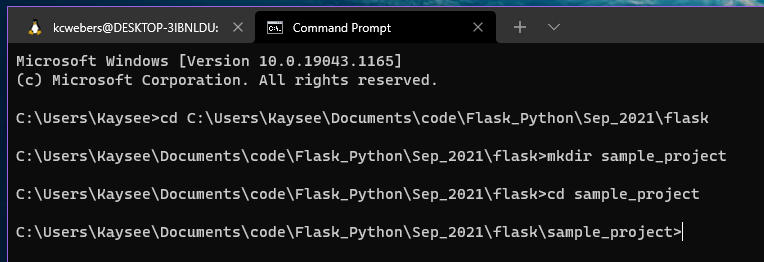 kcwebers@DESKTOP-3IBNLDU: Command Prompt
Microsoft Windows [Version 10.0.19043.1165]
(c) Microsoft Corporation. All rights reserved.
C:\Users\Kaysee>cd C:\Users\Kaysee\Documents\code\Flask_Python\Sep_2021\flask
C:\Users\Kaysee\Documents\code\Flask_Python\Sep_2021\flask>mkdir sample_project
C:\Users\Kaysee\Documents\code\Flask_Python\Sep_2021\flask>cd sample_project
C:\Users\Kaysee\Documents\code\Flask_Python\Sep_2021\flask\sample_project>